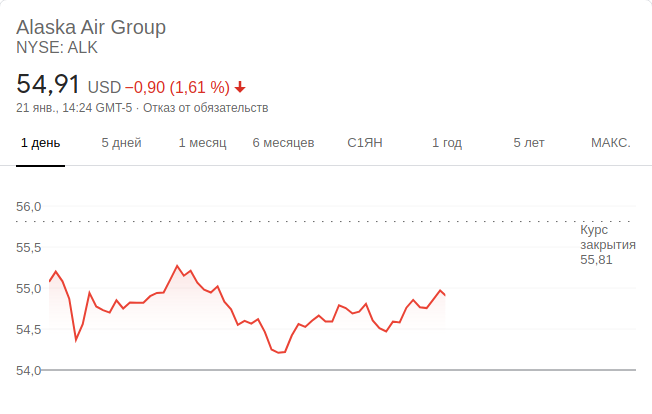 Alaska Air Group
NYSE: ALK
54,91 USD −0,90 (1,61 %)
21 янв., 14:24 GMT-5 · Отказ от обязательств
1 день 5 дней 1 месяц 6 месяцев С1ЯН 1 год 5 лет МАКС.
56,0
Курс
закрытия
55,81
55,5
55,0
54,5
54,0